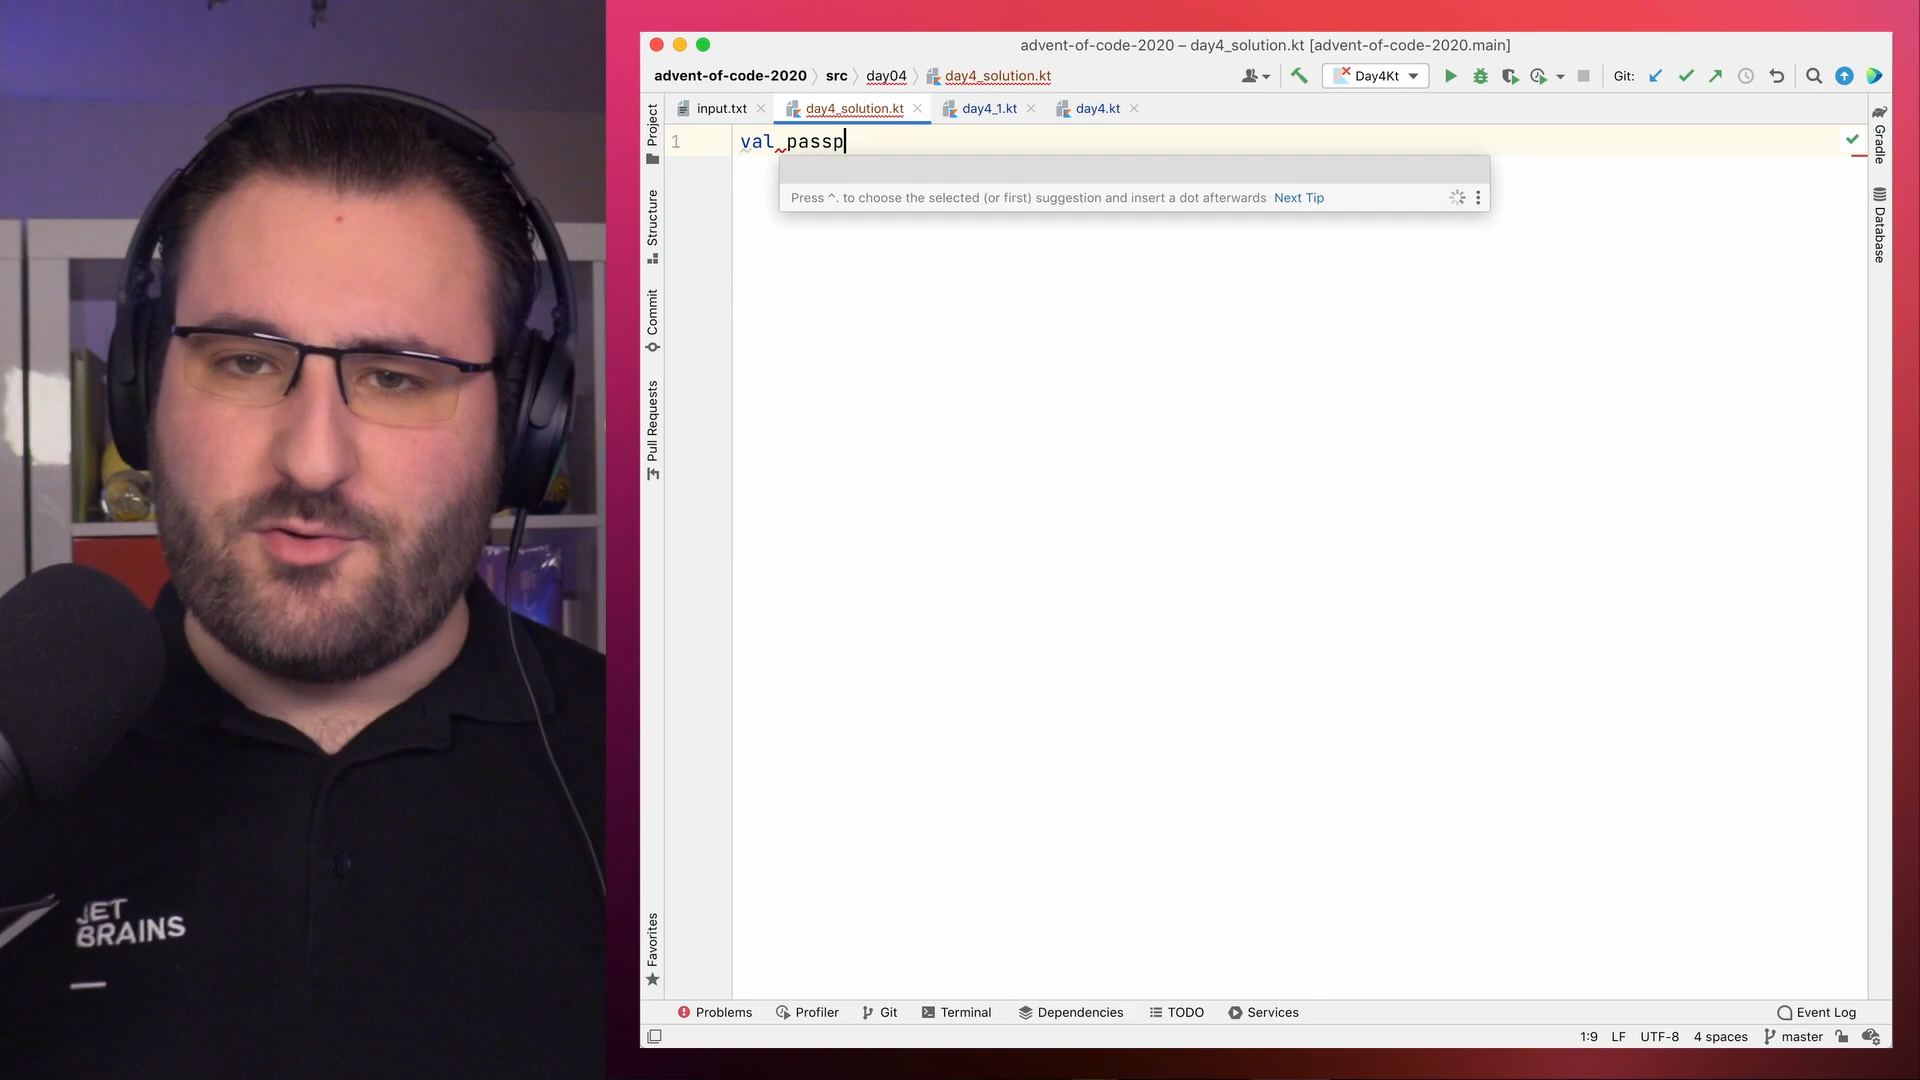 advent-of-code-2020 – day4_solution.kt [advent-of-code-2020.main]
advent-of-code-2020 src day04 day4_solution.kt Day4Kt Git:
input.txt day4_solution.kt day4_1.kt day4.kt
1 val passp
Press ^. to choose the selected (or first) suggestion and insert a dot afterwards Next Tip
Project
Structure
Commit
Pull Requests
Favorites
Gradle
Database
Problems Profiler Git Terminal Dependencies TODO Services Event Log
1:9 LF UTF-8 4 spaces master
JET
BRAINS